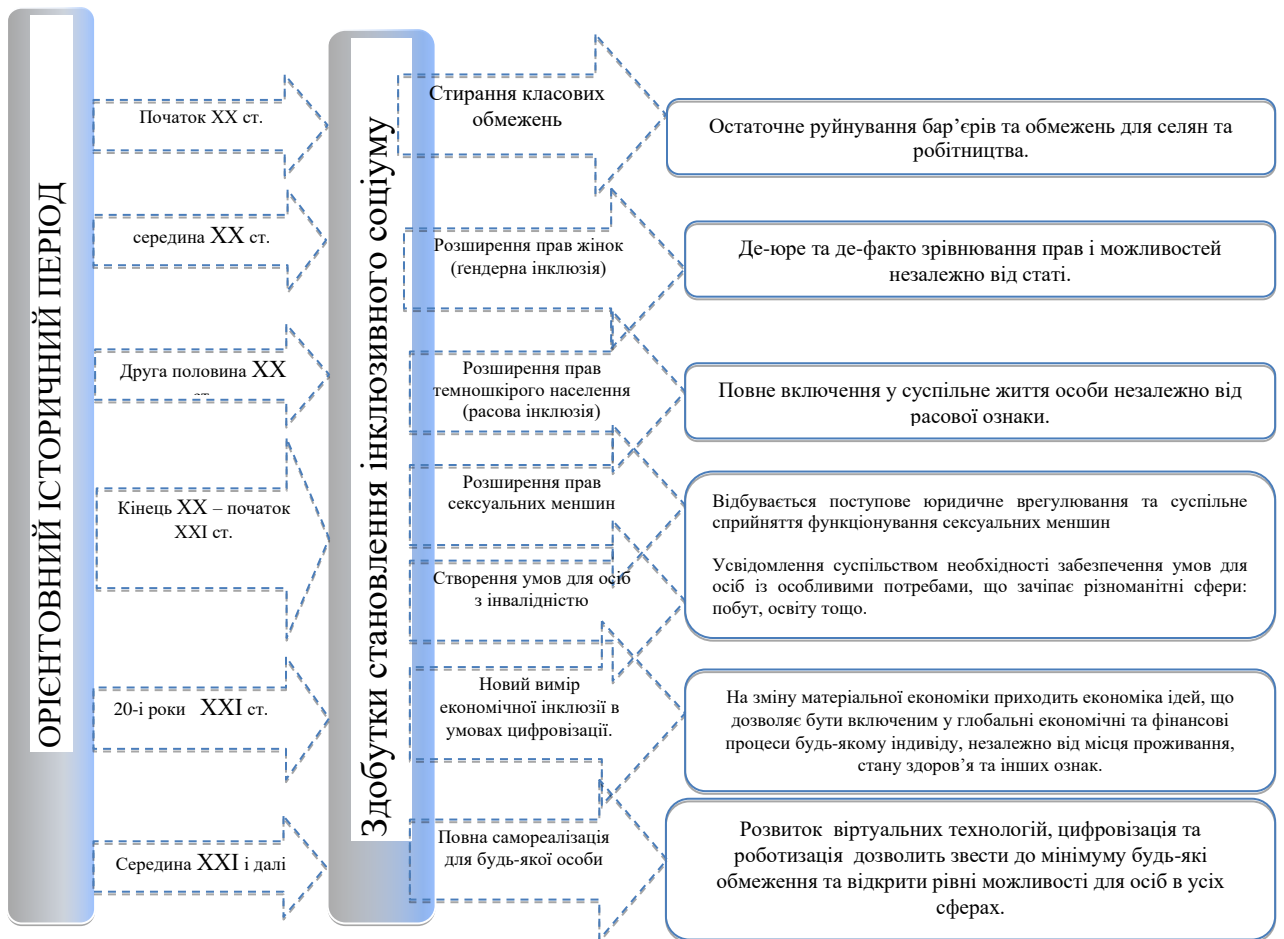 ОРІЄНТОВНИЙ ІСТОРИЧНИЙ ПЕРІОД
Здобутки становлення інклюзивного соціуму
Початок ХХ ст.
Стирання класових
обмежень
Остаточне руйнування бар’єрів та обмежень для селян та
робітництва.
середина ХХ ст.
Розширення прав жінок
(ґендерна інклюзія)
Де-юре та де-факто зрівнювання прав і можливостей
незалежно від статі.
Друга половина ХХ
Розширення прав
темношкірого населення
(расова інклюзія)
Повне включення у суспільне життя особи незалежно від
расової ознаки.
Кінець ХХ – початок
ХХІ ст.
Розширення прав
сексуальних меншин
Створення умов для осіб
з інвалідністю
Відбувається поступове юридичне врегулювання та суспільне
сприйняття функціонування сексуальних меншин
Усвідомлення суспільством необхідності забезпечення умов для
осіб із особливими потребами, що зачіпає різноманітні сфери:
побут, освіту тощо.
20-і роки ХХІ ст.
Новий вимір
економічної інклюзії в
умовах цифровізації.
На зміну матеріальної економіки приходить економіка ідей, що
дозволяє бути включеним у глобальні економічні та фінансові
процеси будь-якому індивіду, незалежно від місця проживання,
стану здоров’я та інших ознак.
Середина ХХІ і далі
Повна самореалізація
для будь-якої особи
Розвиток віртуальних технологій, цифровізація та
роботизація дозволить звести до мінімуму будь-які
обмеження та відкрити рівні можливості для осіб в усіх
сферах.